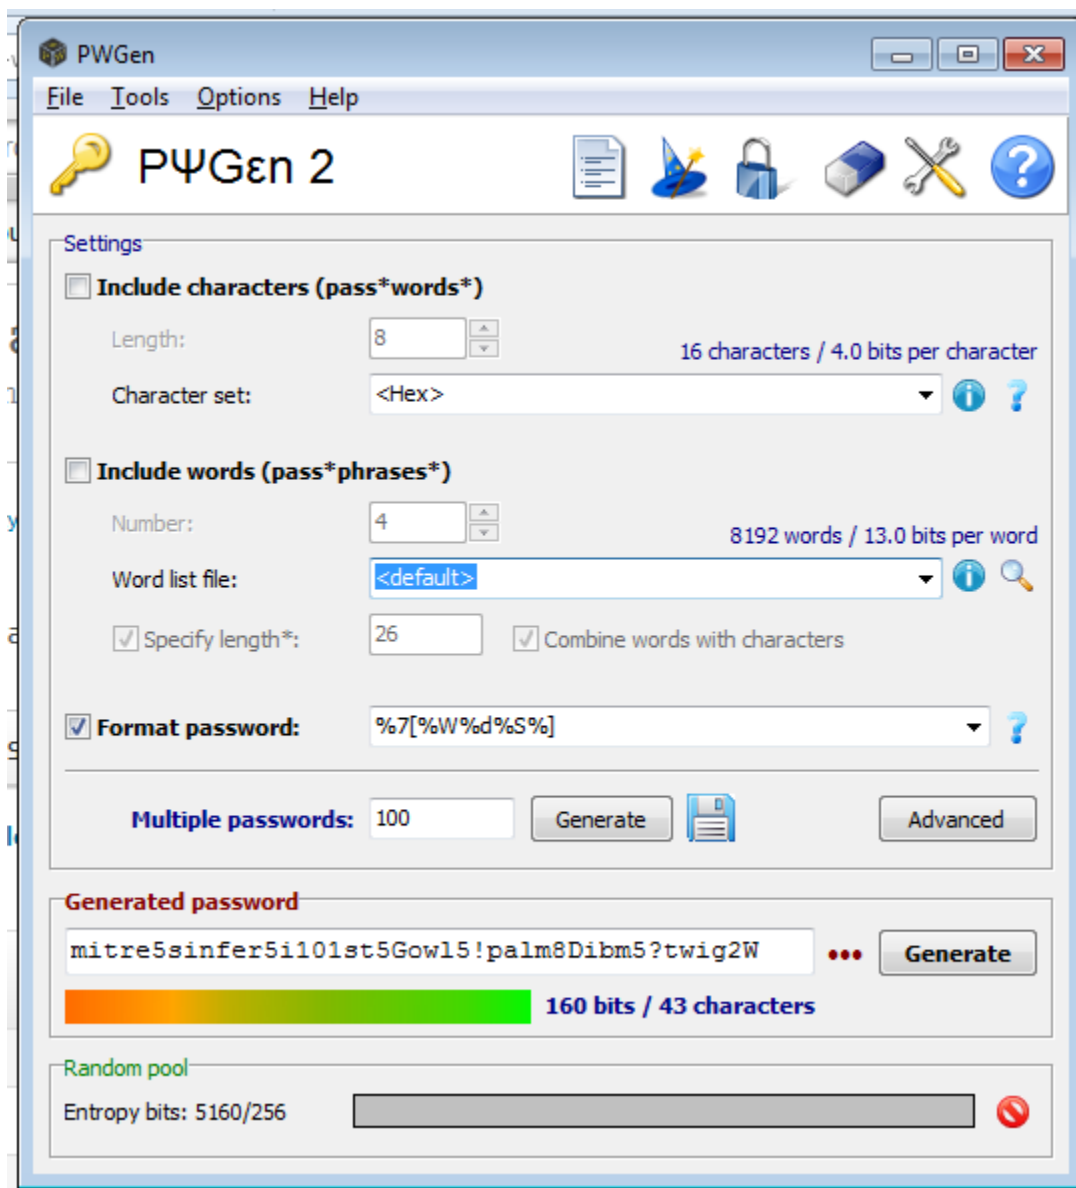 PWGen
File Tools Options Help
PΨGεn 2
Settings
Include characters (pass*words*)
Length: 8
16 characters / 4.0 bits per character
Character set: <Hex>
Include words (pass*phrases*)
Number: 4
8192 words / 13.0 bits per word
Word list file: <default>
Specify length*: 26 Combine words with characters
Format password: %7[%W%d%S%]
Multiple passwords: 100 Generate Advanced
Generated password
mitre5sinfer5i101st5Gowl5!palm8Dibm5?twig2W Generate
160 bits / 43 characters
Random pool
Entropy bits: 5160/256